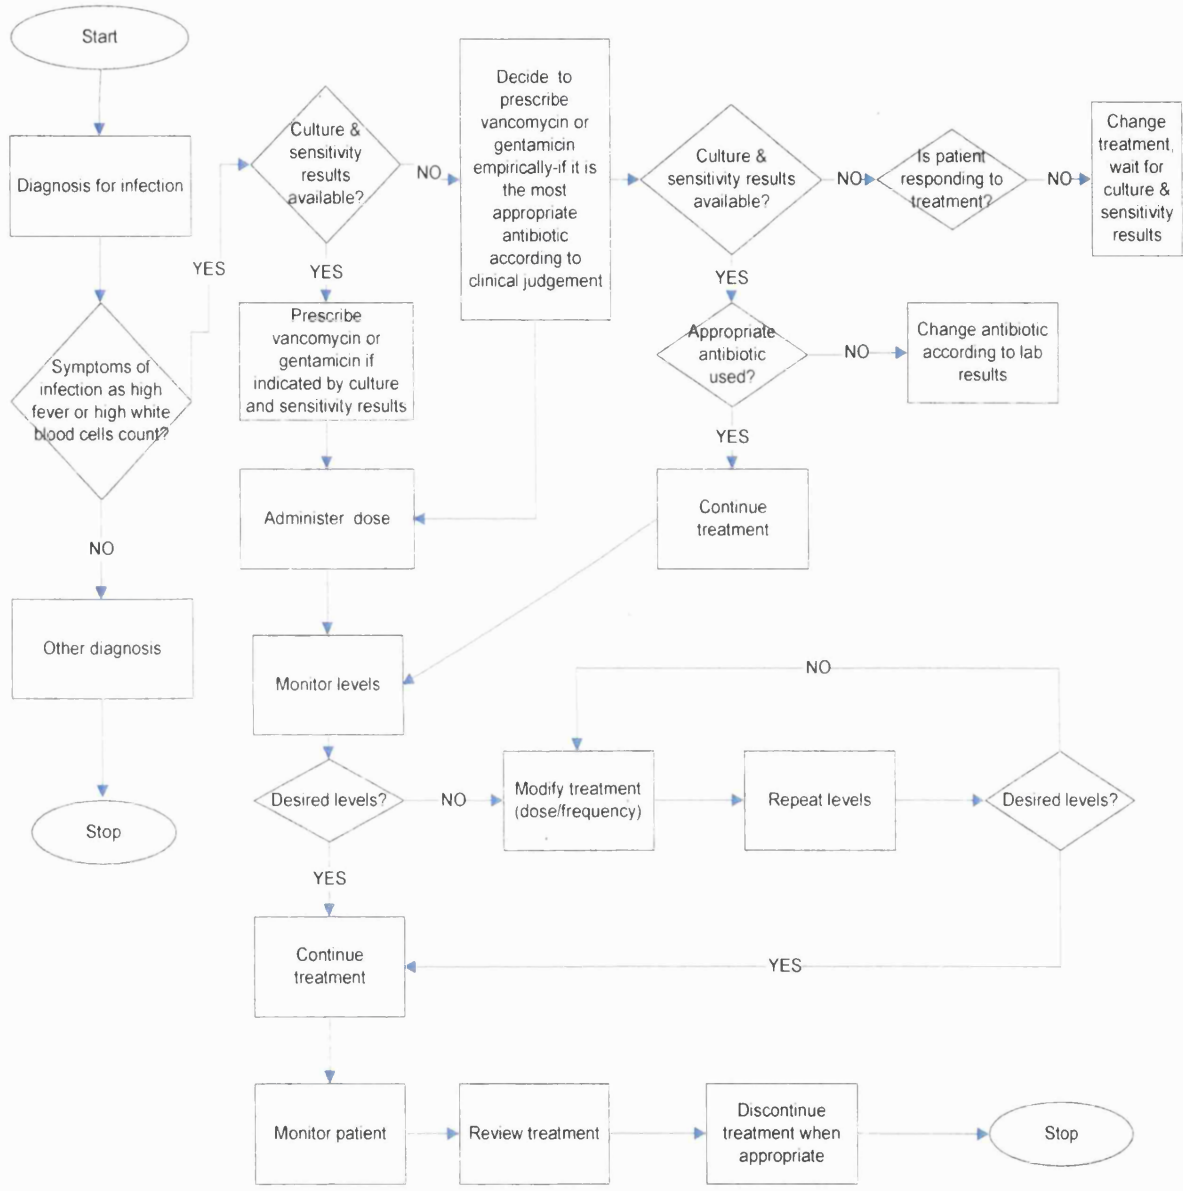 Start
Diagnosis for infection
Symptoms of
infection as high
fever or high white
blood cells count?
YES
NO
Other diagnosis
Stop
Culture &
sensitivity
results
available?
NO
YES
Prescribe
vancomycin or
gentamicin if
indicated by culture
and sensitivity results
Administer dose
Monitor levels
Desired levels?
NO
YES
Continue
treatment
Monitor patient
Decide to
prescribe
vancomycin or
gentamicin
empirically-if it is
the most
appropriate
antibiotic
according to
clinical judgement
Culture &
sensitivity results
available?
NO
Is patient
responding to
treatment?
NO
Change
treatment,
wait for
culture &
sensitivity
results
YES
Appropriate
antibiotic
used?
NO
Change antibiotic
according to lab
results
YES
Continue
treatment
Modify treatment
(dose/frequency)
Repeat levels
Desired levels?
NO
YES
Review treatment
Discontinue
treatment when
appropriate
Stop